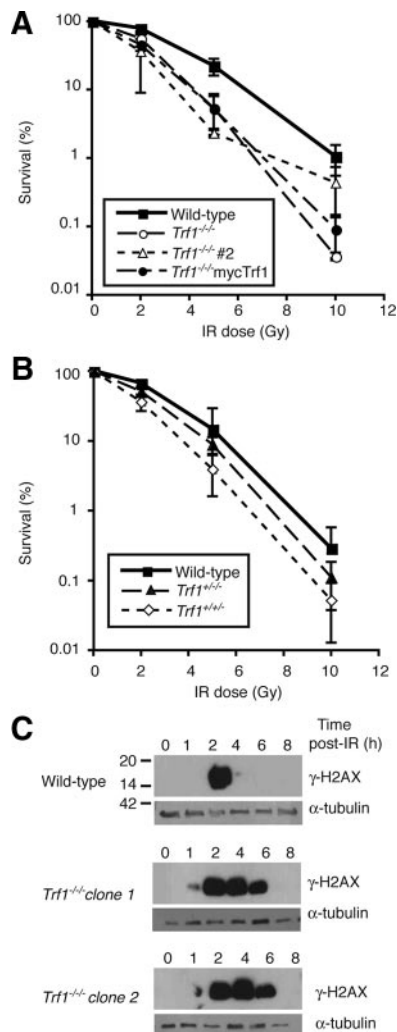 A
100
10
1
0.1
0.01
Survival (%)
Wild-type
Trf1-/-/-
Trf1-/-/- #2
Trf1-/-/-mycTrf1
0 2 4 6 8 10 12
IR dose (Gy)
B
100
10
1
0.1
0.01
Survival (%)
Wild-type
Trf1+/-/-
Trf1+/+/-
0 2 4 6 8 10 12
IR dose (Gy)
C
0 1 2 4 6 8 Time post-IR (h)
20
14
42
Wild-type
γ-H2AX
α-tubulin
0 1 2 4 6 8
Trf1-/-/-clone 1
γ-H2AX
α-tubulin
0 1 2 4 6 8
Trf1-/-/- clone 2
γ-H2AX
α-tubulin